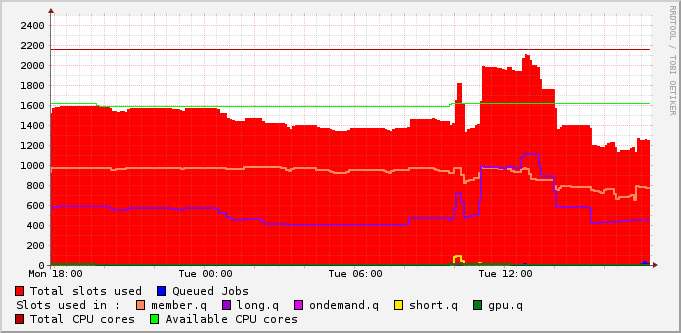 2400
2200
2000
1800
1600
1400
1200
1000
800
600
400
200
0
Mon 18:00 Tue 00:00 Tue 06:00 Tue 12:00
Total slots used Queued Jobs
Slots used in : member.q long.q ondemand.q short.q gpu.q
Total CPU cores Available CPU cores
RRDTOOL / TOBI OETIKER